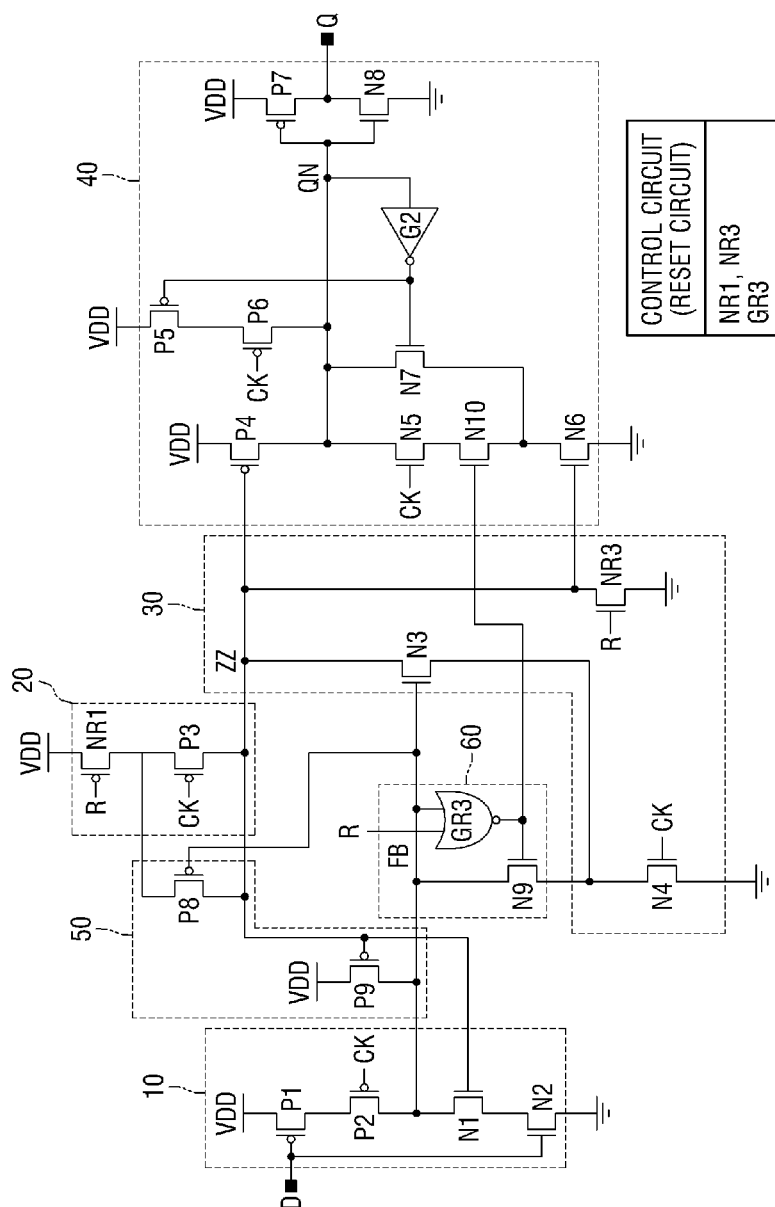 VDD
P5
CK
P6
VDD
P4
CK
N5
N10
N7
N6
QN
G2
VDD
P7
N8
Q
40
30
ZZ
N3
R
NR3
20
VDD
R
NR1
CK
P3
50
P8
VDD
P9
60
R
FB
GR3
N9
CK
N4
10
VDD
P1
CK
P2
N1
N2
D
CONTROL CIRCUIT
(RESET CIRCUIT)
NR1, NR3
GR3